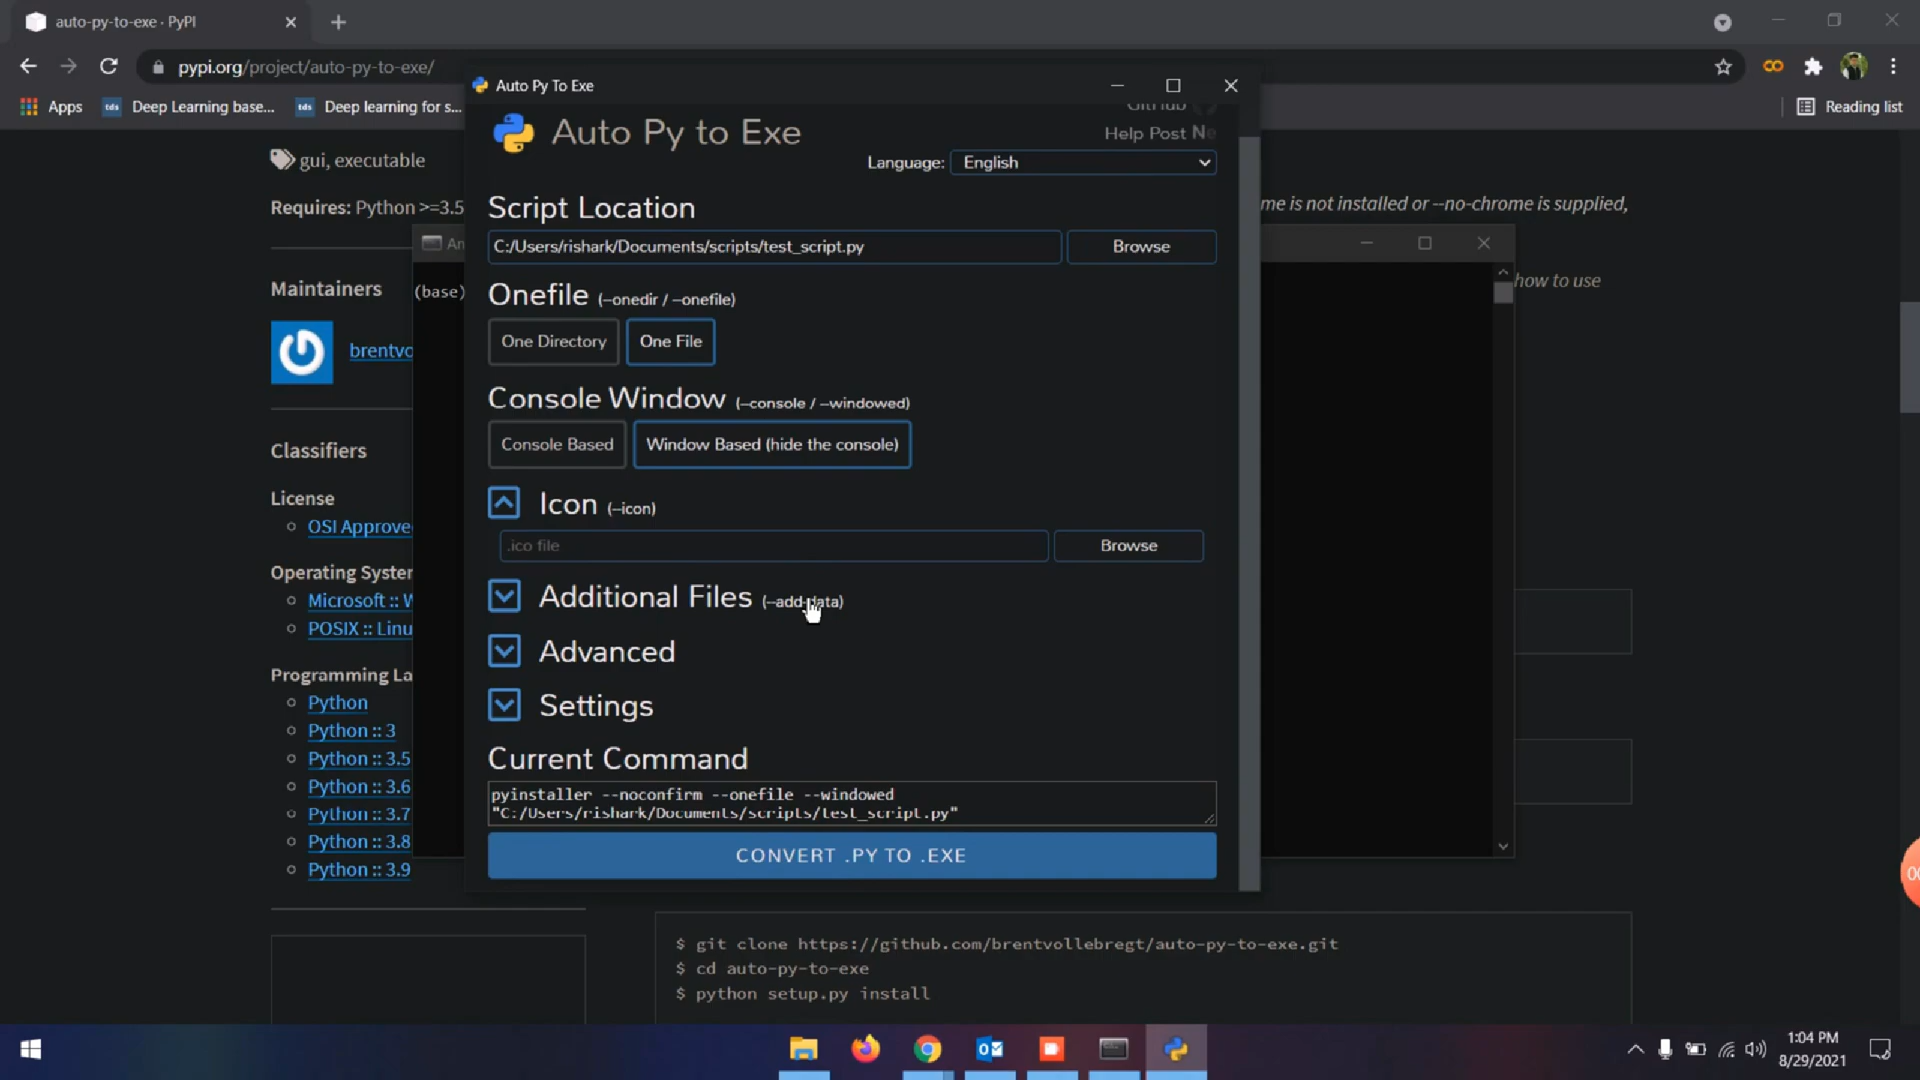 auto-py-to-exe · PyPI
pypi.org/project/auto-py-to-exe/
Apps
tds Deep Learning base...
tds Deep learning for s...
Reading list
gui, executable
Requires: Python >=3.5
Maintainers
brentvo
Classifiers
License
OSI Approve
Operating System
Microsoft :: W
POSIX :: Linu
Programming La
Python
Python :: 3
Python :: 3.5
Python :: 3.6
Python :: 3.7
Python :: 3.8
Python :: 3.9
An
(base)
me is not installed or --no-chrome is supplied,
how to use
Auto Py To Exe
GitHub
Auto Py to Exe
Help Post Ne
Language: English
Script Location
C:/Users/rishark/Documents/scripts/test_script.py
Browse
Onefile (--onedir / --onefile)
One Directory
One File
Console Window (--console / --windowed)
Console Based
Window Based (hide the console)
Icon (--icon)
.ico file
Browse
Additional Files (--add-data)
Advanced
Settings
Current Command
pyinstaller --noconfirm --onefile --windowed
"C:/Users/rishark/Documents/scripts/test_script.py"
CONVERT .PY TO .EXE
$ git clone https://github.com/brentvollebregt/auto-py-to-exe.git
$ cd auto-py-to-exe
$ python setup.py install
00
1:04 PM
8/29/2021